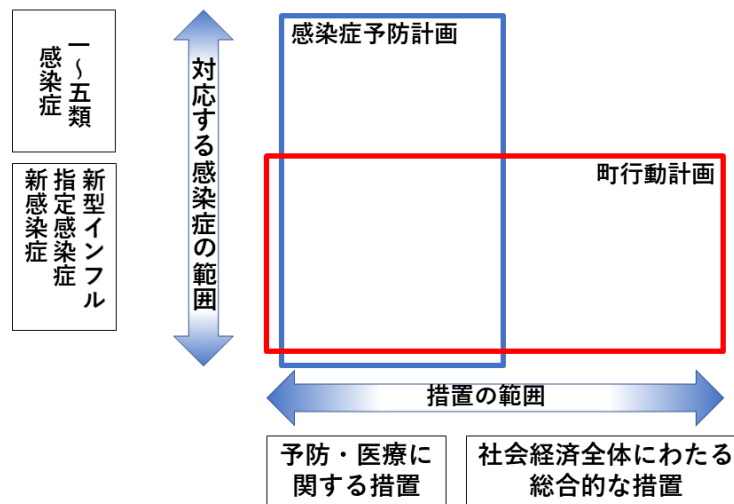 一～五類
感染症
新型インフル
指定感染症
新感染症
対応する感染症の範囲
感染症予防計画
町行動計画
措置の範囲
予防・医療に
関する措置
社会経済全体にわたる
総合的な措置